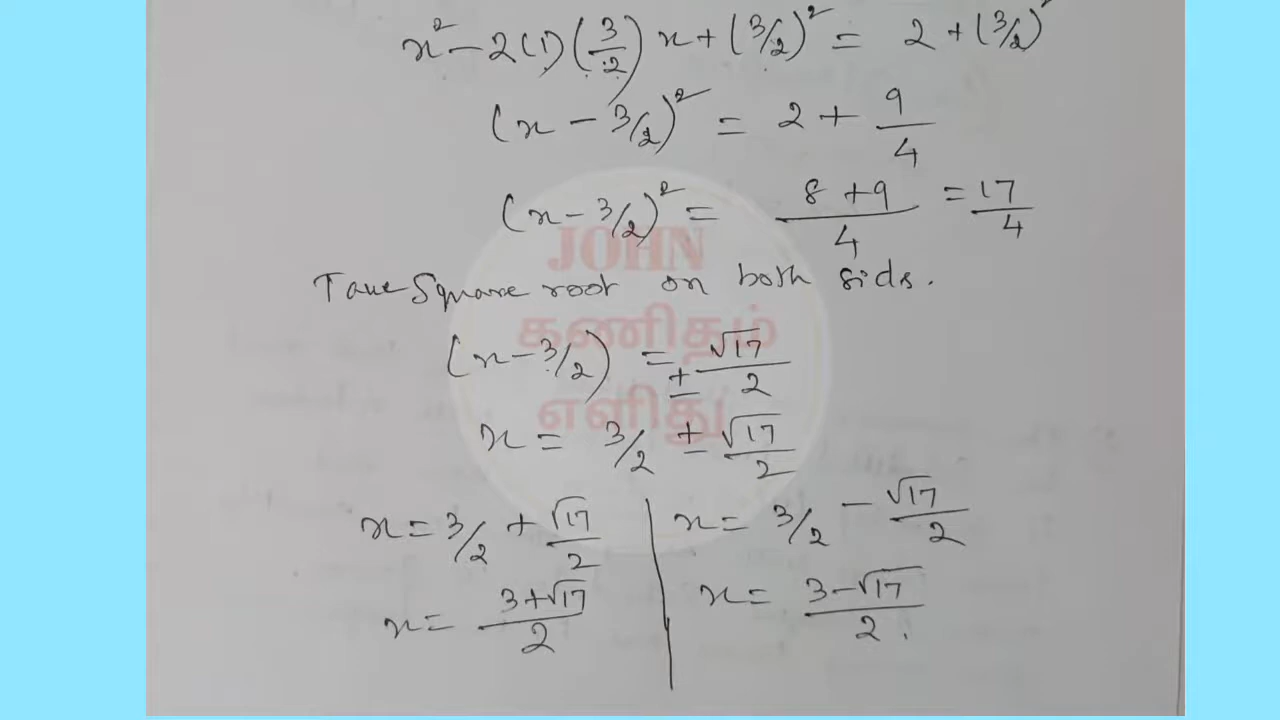 x² - 2(1)(3/2) x + (3/2)² = 2 + (3/2)²
(x - 3/2)² = 2 + 9/4
(x - 3/2)² = 8 + 9/4 = 17/4
Take Square root on both side.
(x - 3/2) = ± √17/2
x = 3/2 ± √17/2
x = 3/2 + √17/2
x = 3+√17/2
x = 3/2 - √17/2
x = 3-√17/2.
JOHN
கணிதம்
எளிது